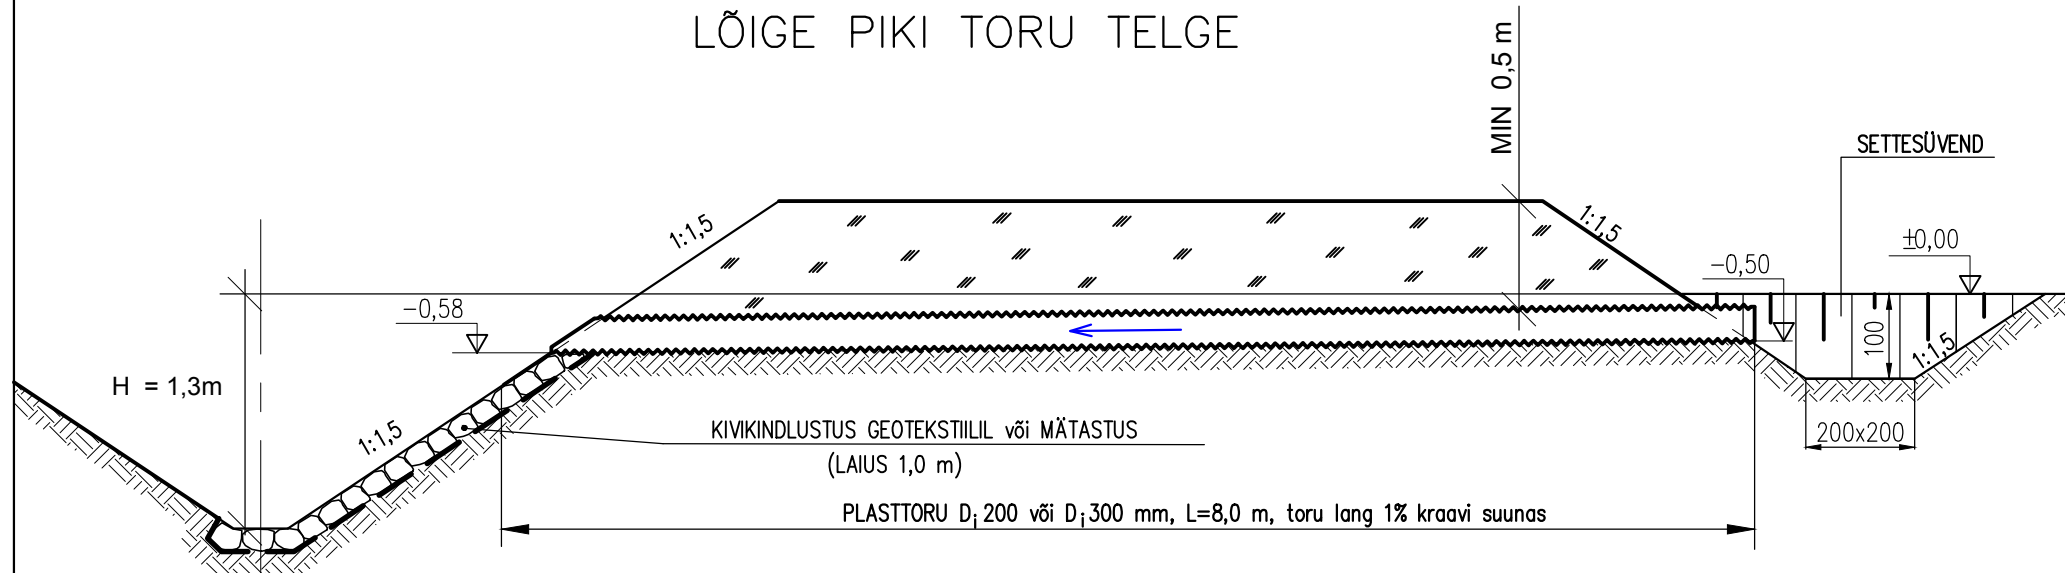 LÕIGE PIKI TORU TELGE
MIN 0,5 m
SETTESÜVEND
1:1,5
1:1,5
±0,00
-0,50
-0,58
100
1:1,5
H = 1,3m
1:1,5
KIVIKINDLUSTUS GEOTEKSTIILIL või MÄTASTUS
200x200
(LAIUS 1,0 m)
PLASTTORU Di 200 või Di 300 mm, L=8,0 m, toru lang 1% kraavi suunas